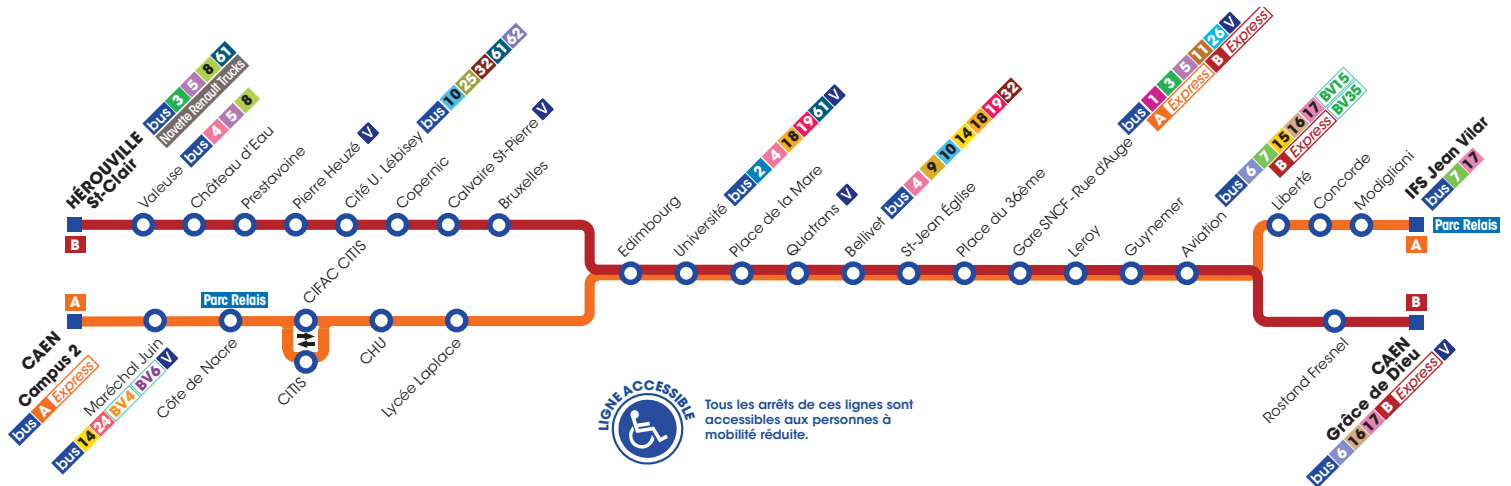 HÉROUVILLE
St-Clair
B
bus 3 5 8 61
Navette Renault Trucks
Valeuse
bus 4 5 8
Château d'Eau
Prestavoine
Pierre Heuzé V
Cité U. Lébisey
bus 10 25 32 61 62
Copernic
Calvaire St-Pierre V
Bruxelles
A
CAEN
Campus 2
bus A Express
Maréchal Juin
bus 14 24 BV4 BV6 V
Parc Relais
Côte de Nacre
CIFAC CITIS
CITIS
CHU
Lycée Laplace
Edimbourg
Université
bus 2 4 18 19 61 V
Place de la Mare
Quatrans V
Bellivet
bus 4 9 10 14 18 19 32
St-Jean Église
Place du 36ème
Gare SNCF - Rue d'Auge
bus 1 3 5 11 26 V
A Express B Express
Leroy
Guynemer
Aviation
bus 6 7 15 16 17 BV15
B Express BV35
Liberté
Concorde
Modigliani
IFS Jean Vilar
bus 7 17
Parc Relais
A
Rostand Fresnel
B
CAEN
Grâce de Dieu
bus 6 16 17 B Express V
LIGNE ACCESSIBLE
Tous les arrêts de ces lignes sont
accessibles aux personnes à
mobilité réduite.